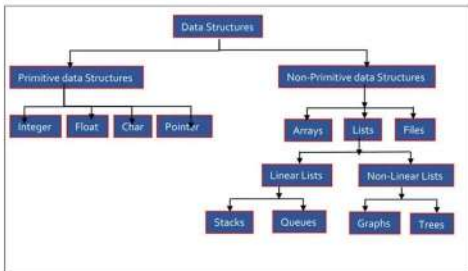 Data Structures
Primitive data Structures
Non-Primitive data Structures
Integer
Float
Char
Pointer
Arrays
Lists
Files
Linear Lists
Non-Linear Lists
Stacks
Queues
Graphs
Trees